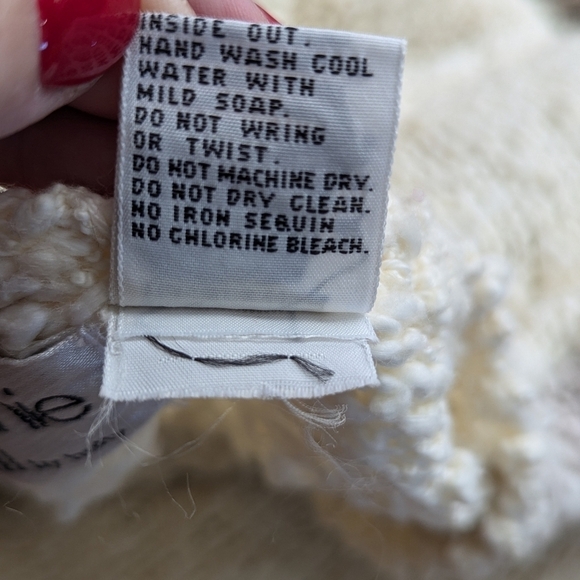 INSIDE OUT.
HAND WASH COOL
WATER WITH
MILD SOAP.
DO NOT WRING
OR TWIST.
DO NOT MACHINE DRY.
DO NOT DRY CLEAN.
NO IRON SEQUIN
NO CHLORINE BLEACH.